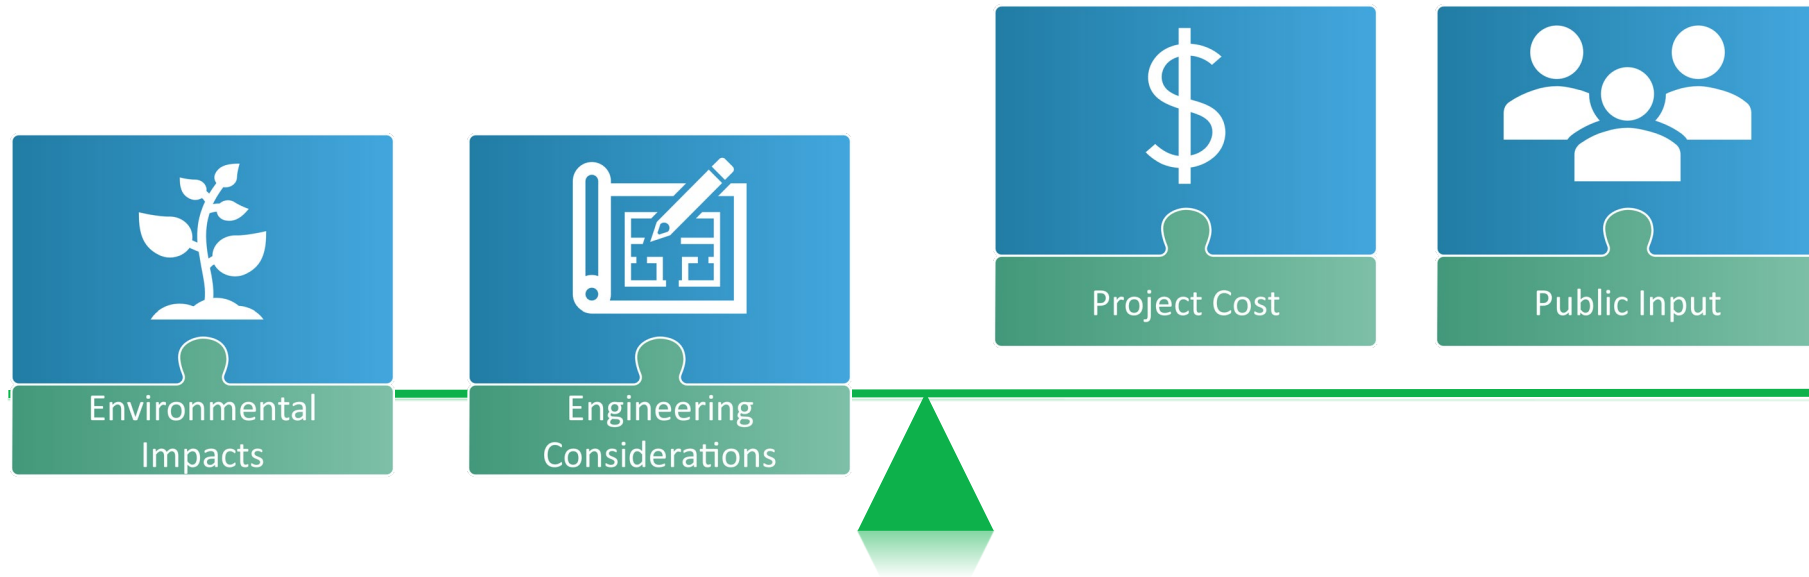 Environmental
Impacts
Engineering
Considerations
Project Cost
Public Input